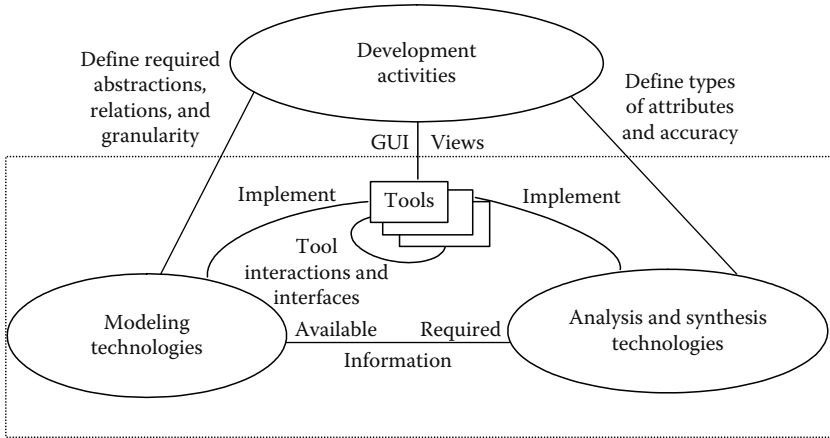 Development
activities
Define required
abstractions,
relations, and
granularity
Define types
of attributes
and accuracy
GUI Views
Implement
Tools
Implement
Tool
interactions and
interfaces
Modeling
technologies
Available Required
Information
Analysis and synthesis
technologies